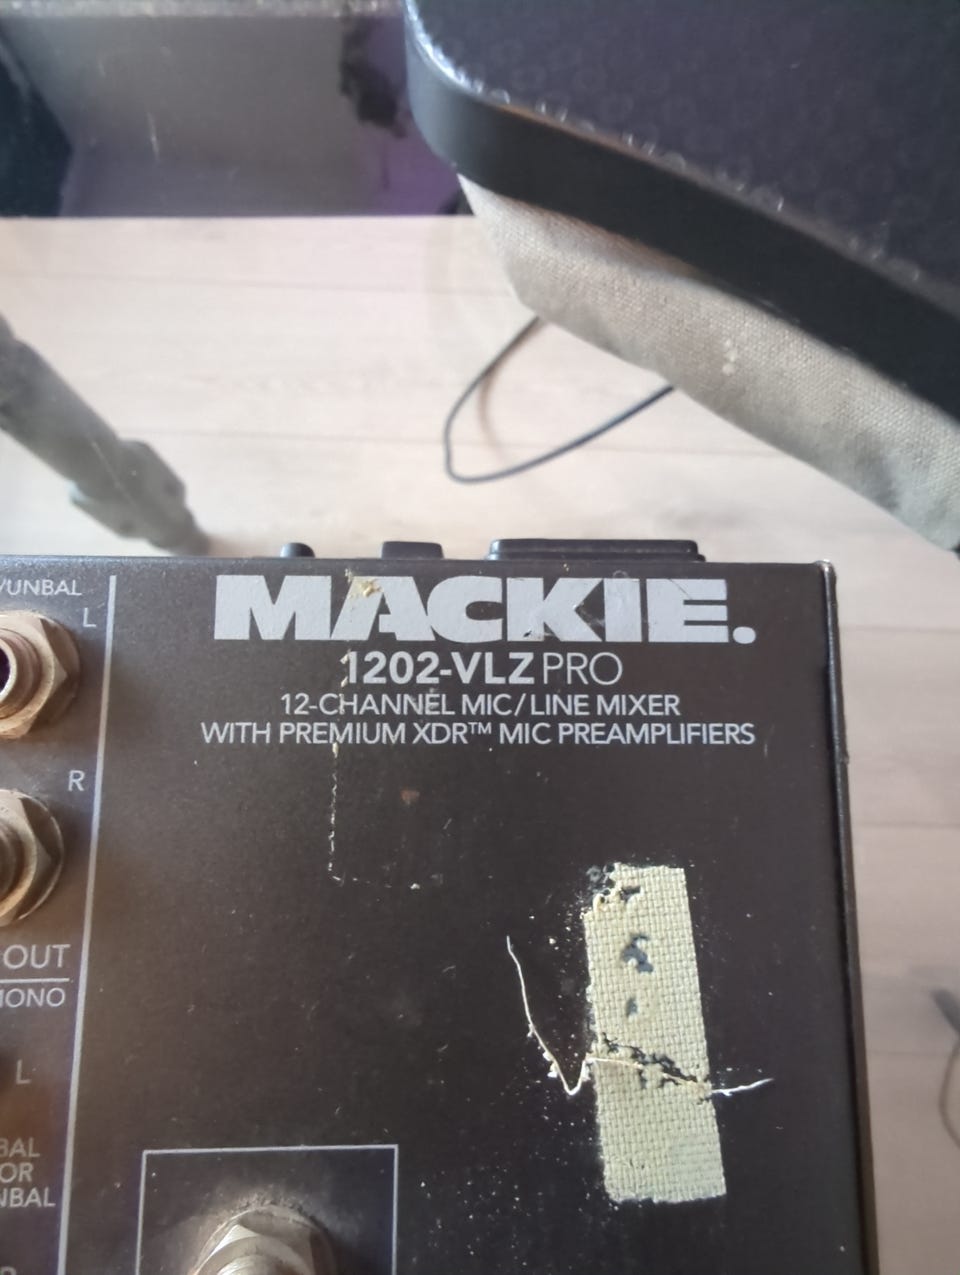 /UNBAL
L
MACKIE.
1202-VLZ PRO
12-CHANNEL MIC/LINE MIXER
WITH PREMIUM XDR™ MIC PREAMPLIFIERS
R
OUT
MONO
L
BAL
OR
UNBAL
R